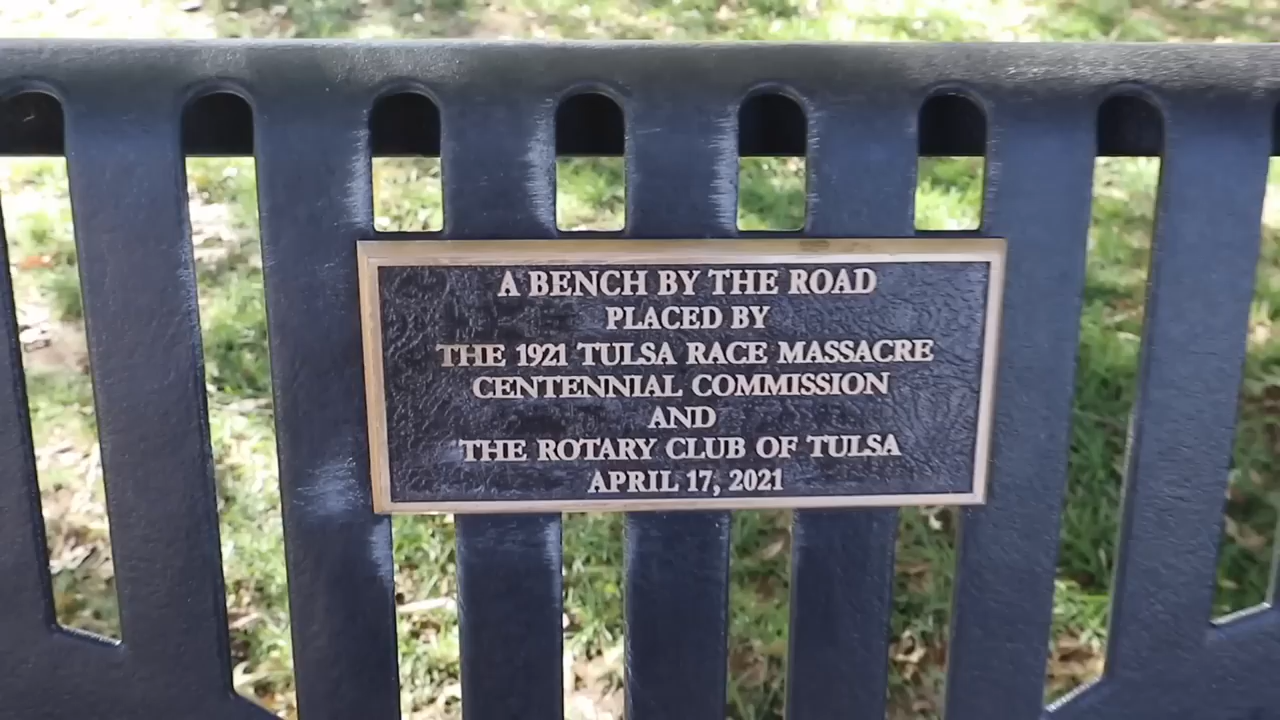 A BENCH BY THE ROAD
PLACED BY
THE 1921 TULSA RACE MASSACRE
CENTENNIAL COMMISSION
AND
THE ROTARY CLUB OF TULSA
APRIL 17, 2021